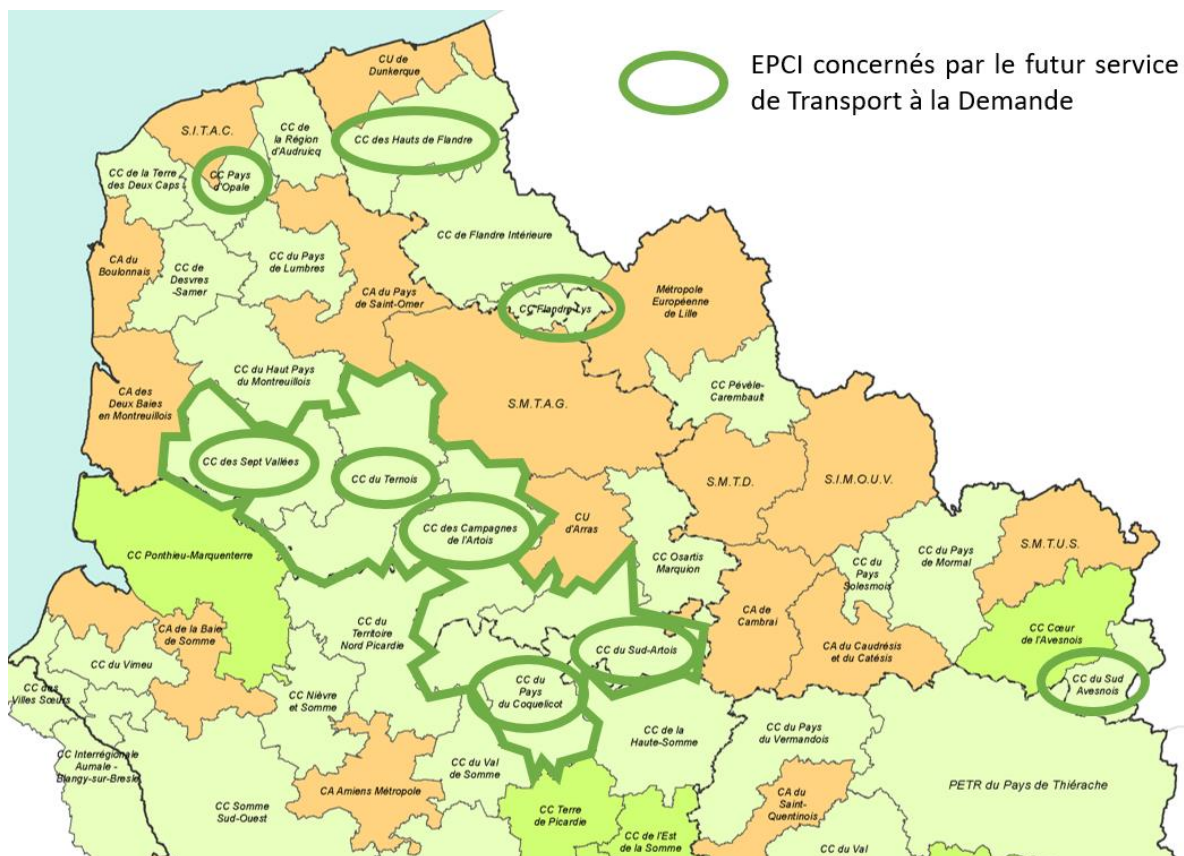 EPCI concernés par le futur service
de Transport à la Demande
CU de
Dunkerque
S.I.T.A.C.
CC de
la Région
d'Audruicq
CC des Hauts de Flandre
CC de la Terre
des Deux Caps
CC Pays
d'Opale
CC de Flandre Intérieure
CA du
Boulonnais
CC de
Desvres
-Samer
CC du Pays
de Lumbres
CA du Pays
de Saint-Omer
CC Flandre-Lys
Métropole
Européenne
de Lille
CC du Haut Pays
du Montreuillois
CC Pévèle-
Carembault
CA des
Deux Baies
en Montreuillois
S.M.T.A.G.
CC des Sept Vallées
CC du Ternois
S.M.T.D.
S.I.M.O.U.V.
CC des Campagnes
de l'Artois
CU
d'Arras
CC Ponthieu-Marquenterre
CC Osartis
Marquion
CC du
Pays
Solesmois
CC du Pays
de Mormal
S.M.T.U.S.
CC du
Territoire
Nord Picardie
CA de
Cambrai
CA de la Baie
de Somme
CC du Vimeu
CC du Sud-Artois
CA du Caudrésis
et du Catésis
CC Cœur
de l'Avesnois
CC du Sud
Avesnois
CC des
Villes Sœurs
CC Nièvre
et Somme
CC du
Pays
du Coquelicot
CC de la
Haute-Somme
CC du Pays
du Vermandois
CC Interrégionale
Aumale -
Blangy-sur-Bresle
CC du Val
de Somme
CA Amiens Métropole
PETR du Pays de Thiérache
CC Somme
Sud-Ouest
CC Terre
de Picardie
CA du
Saint-
Quentinois
CC de l'Est
de la Somme
CC du Val